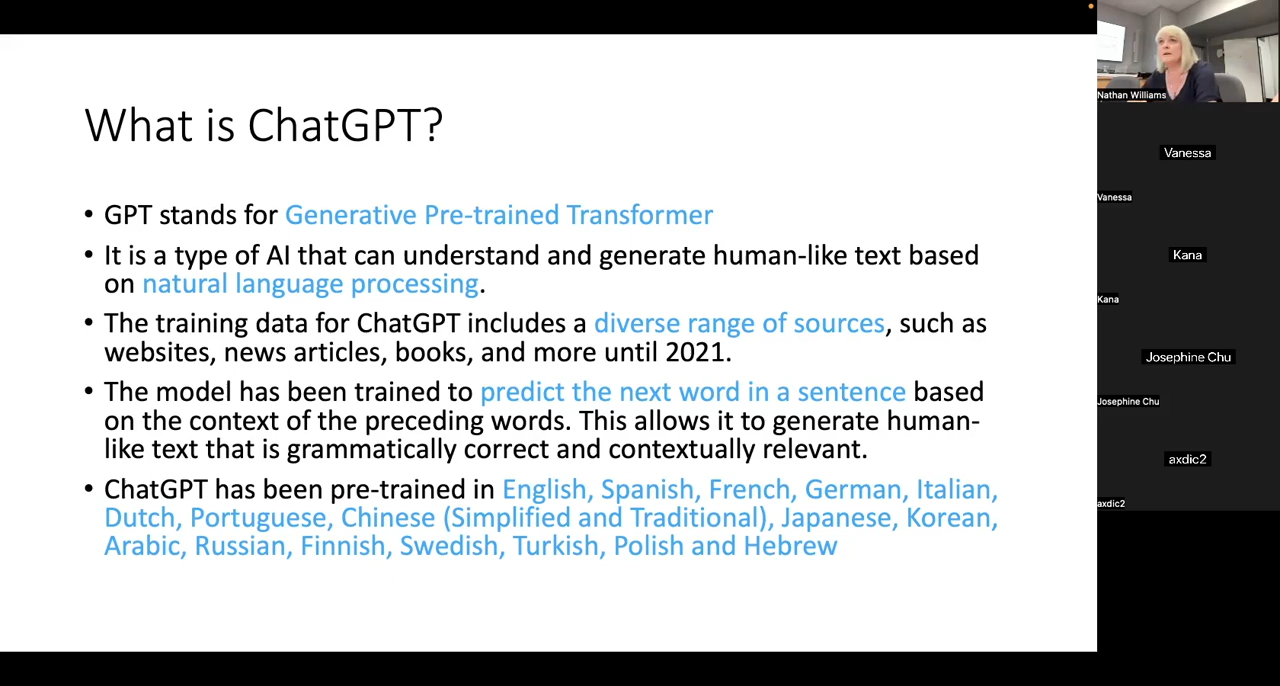 What is ChatGPT?
• GPT stands for Generative Pre-trained Transformer
• It is a type of AI that can understand and generate human-like text based
on natural language processing.
• The training data for ChatGPT includes a diverse range of sources, such as
websites, news articles, books, and more until 2021.
• The model has been trained to predict the next word in a sentence based
on the context of the preceding words. This allows it to generate human-
like text that is grammatically correct and contextually relevant.
• ChatGPT has been pre-trained in English, Spanish, French, German, Italian,
Dutch, Portuguese, Chinese (Simplified and Traditional), Japanese, Korean,
Arabic, Russian, Finnish, Swedish, Turkish, Polish and Hebrew
Nathan Williams
Vanessa
Vanessa
Kana
Kana
Josephine Chu
Josephine Chu
axdic2
axdic2